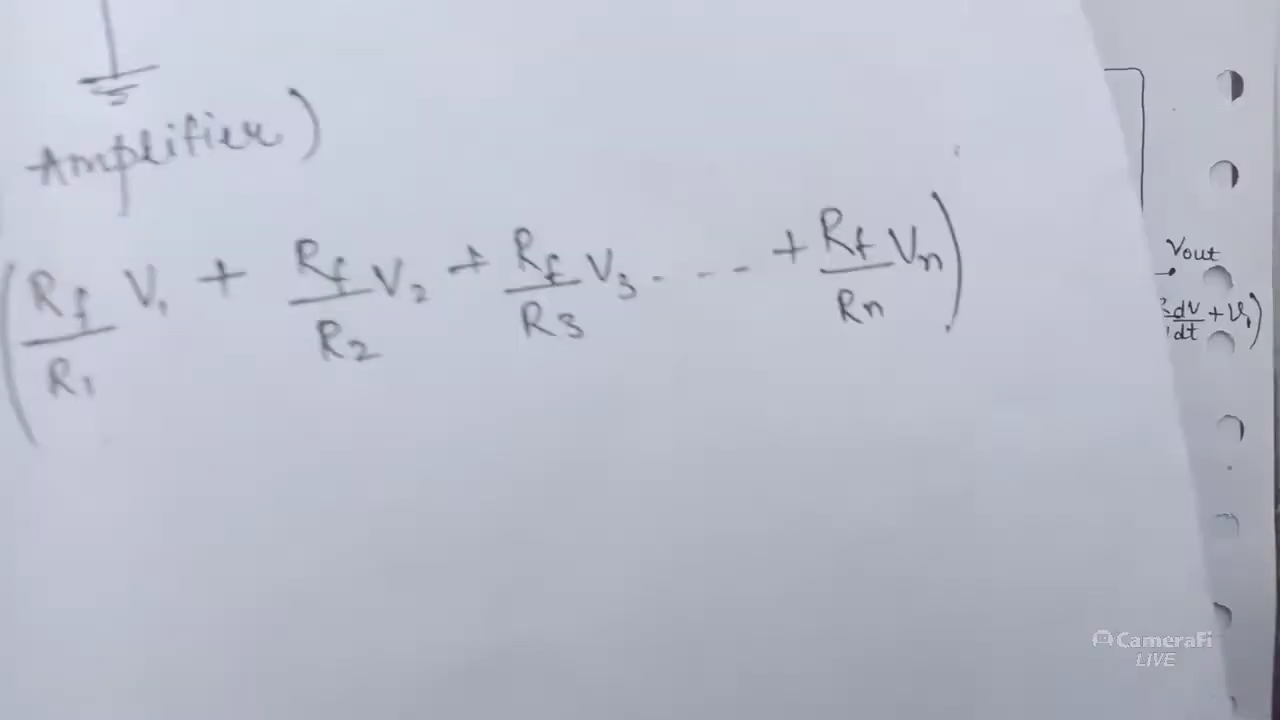 Amplifier)
(Rf/R1 V1 + Rf/R2 V2 + Rf/R3 V3 . - - - + Rf/Rn Vn)
Vout
dV/dt + V1)
CameraFi
LIVE